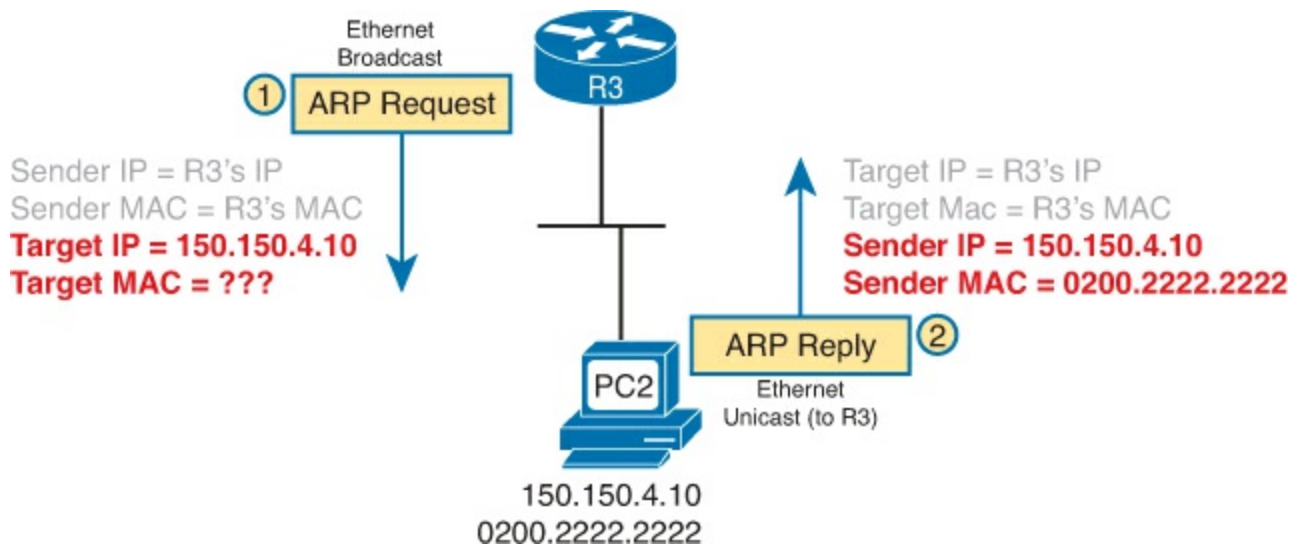 Ethernet
Broadcast
1
ARP Request
R3
Sender IP = R3's IP
Sender MAC = R3's MAC
Target IP = 150.150.4.10
Target MAC = ???
Target IP = R3's IP
Target Mac = R3's MAC
Sender IP = 150.150.4.10
Sender MAC = 0200.2222.2222
ARP Reply
2
Ethernet
Unicast (to R3)
PC2
150.150.4.10
0200.2222.2222